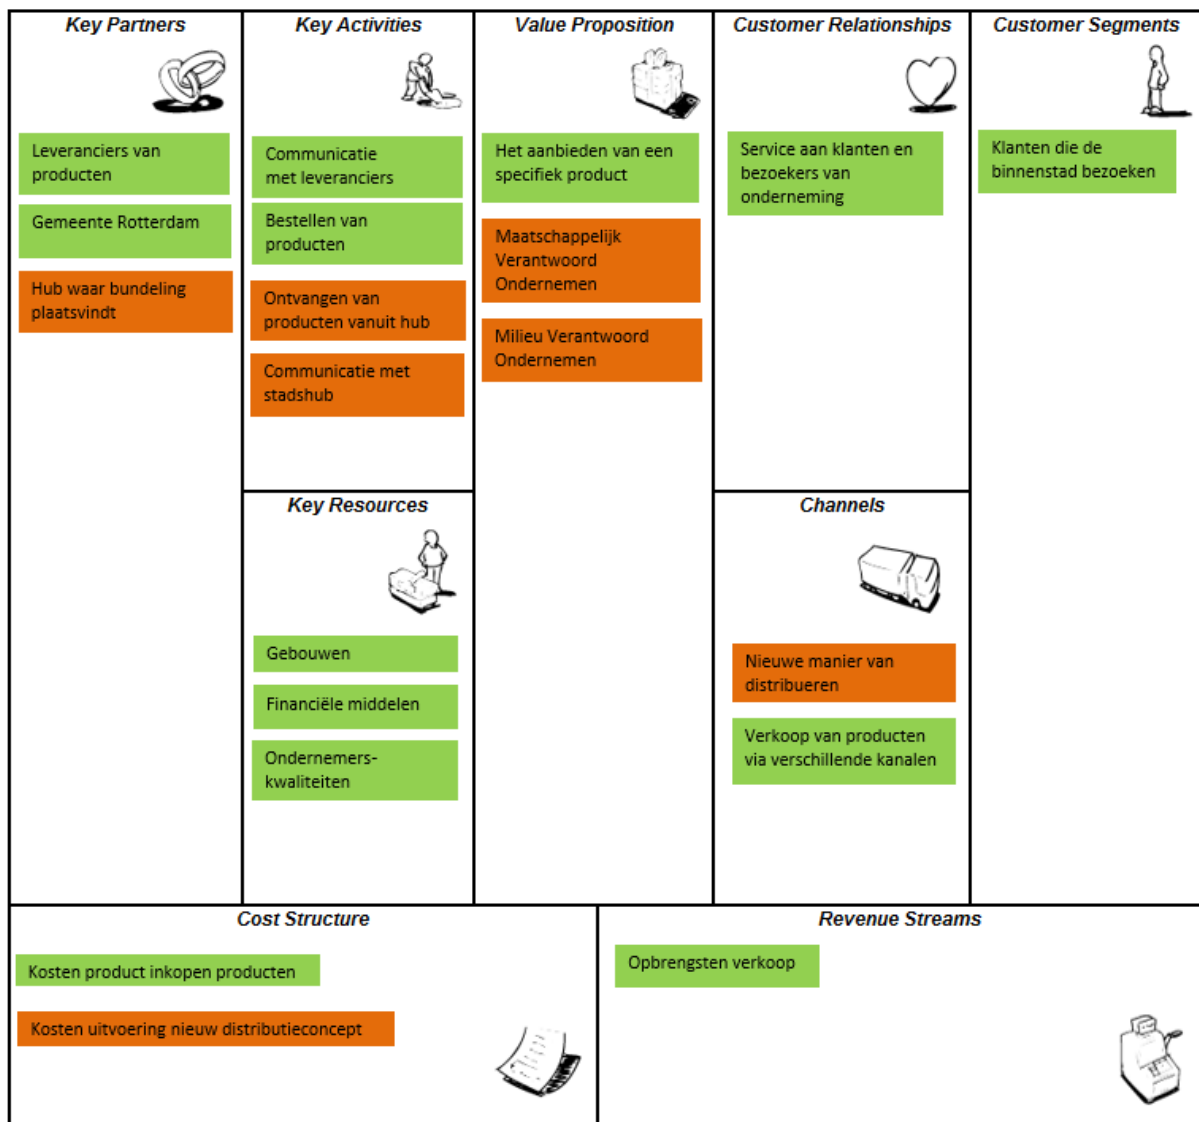 Key Partners
Leveranciers van
producten
Gemeente Rotterdam
Hub waar bundeling
plaatsvindt
Key Activities
Communicatie
met leveranciers
Bestellen van
producten
Ontvangen van
producten vanuit hub
Communicatie met
stadshub
Key Resources
Gebouwen
Financiële middelen
Ondernemers-
kwaliteiten
Value Proposition
Het aanbieden van een
specifiek product
Maatschappelijk
Verantwoord
Ondernemen
Milieu Verantwoord
Ondernemen
Customer Relationships
Service aan klanten en
bezoekers van
onderneming
Channels
Nieuwe manier van
distribueren
Verkoop van producten
via verschillende kanalen
Customer Segments
Klanten die de
binnenstad bezoeken
Cost Structure
Kosten product inkopen producten
Kosten uitvoering nieuw distributieconcept
Revenue Streams
Opbrengsten verkoop